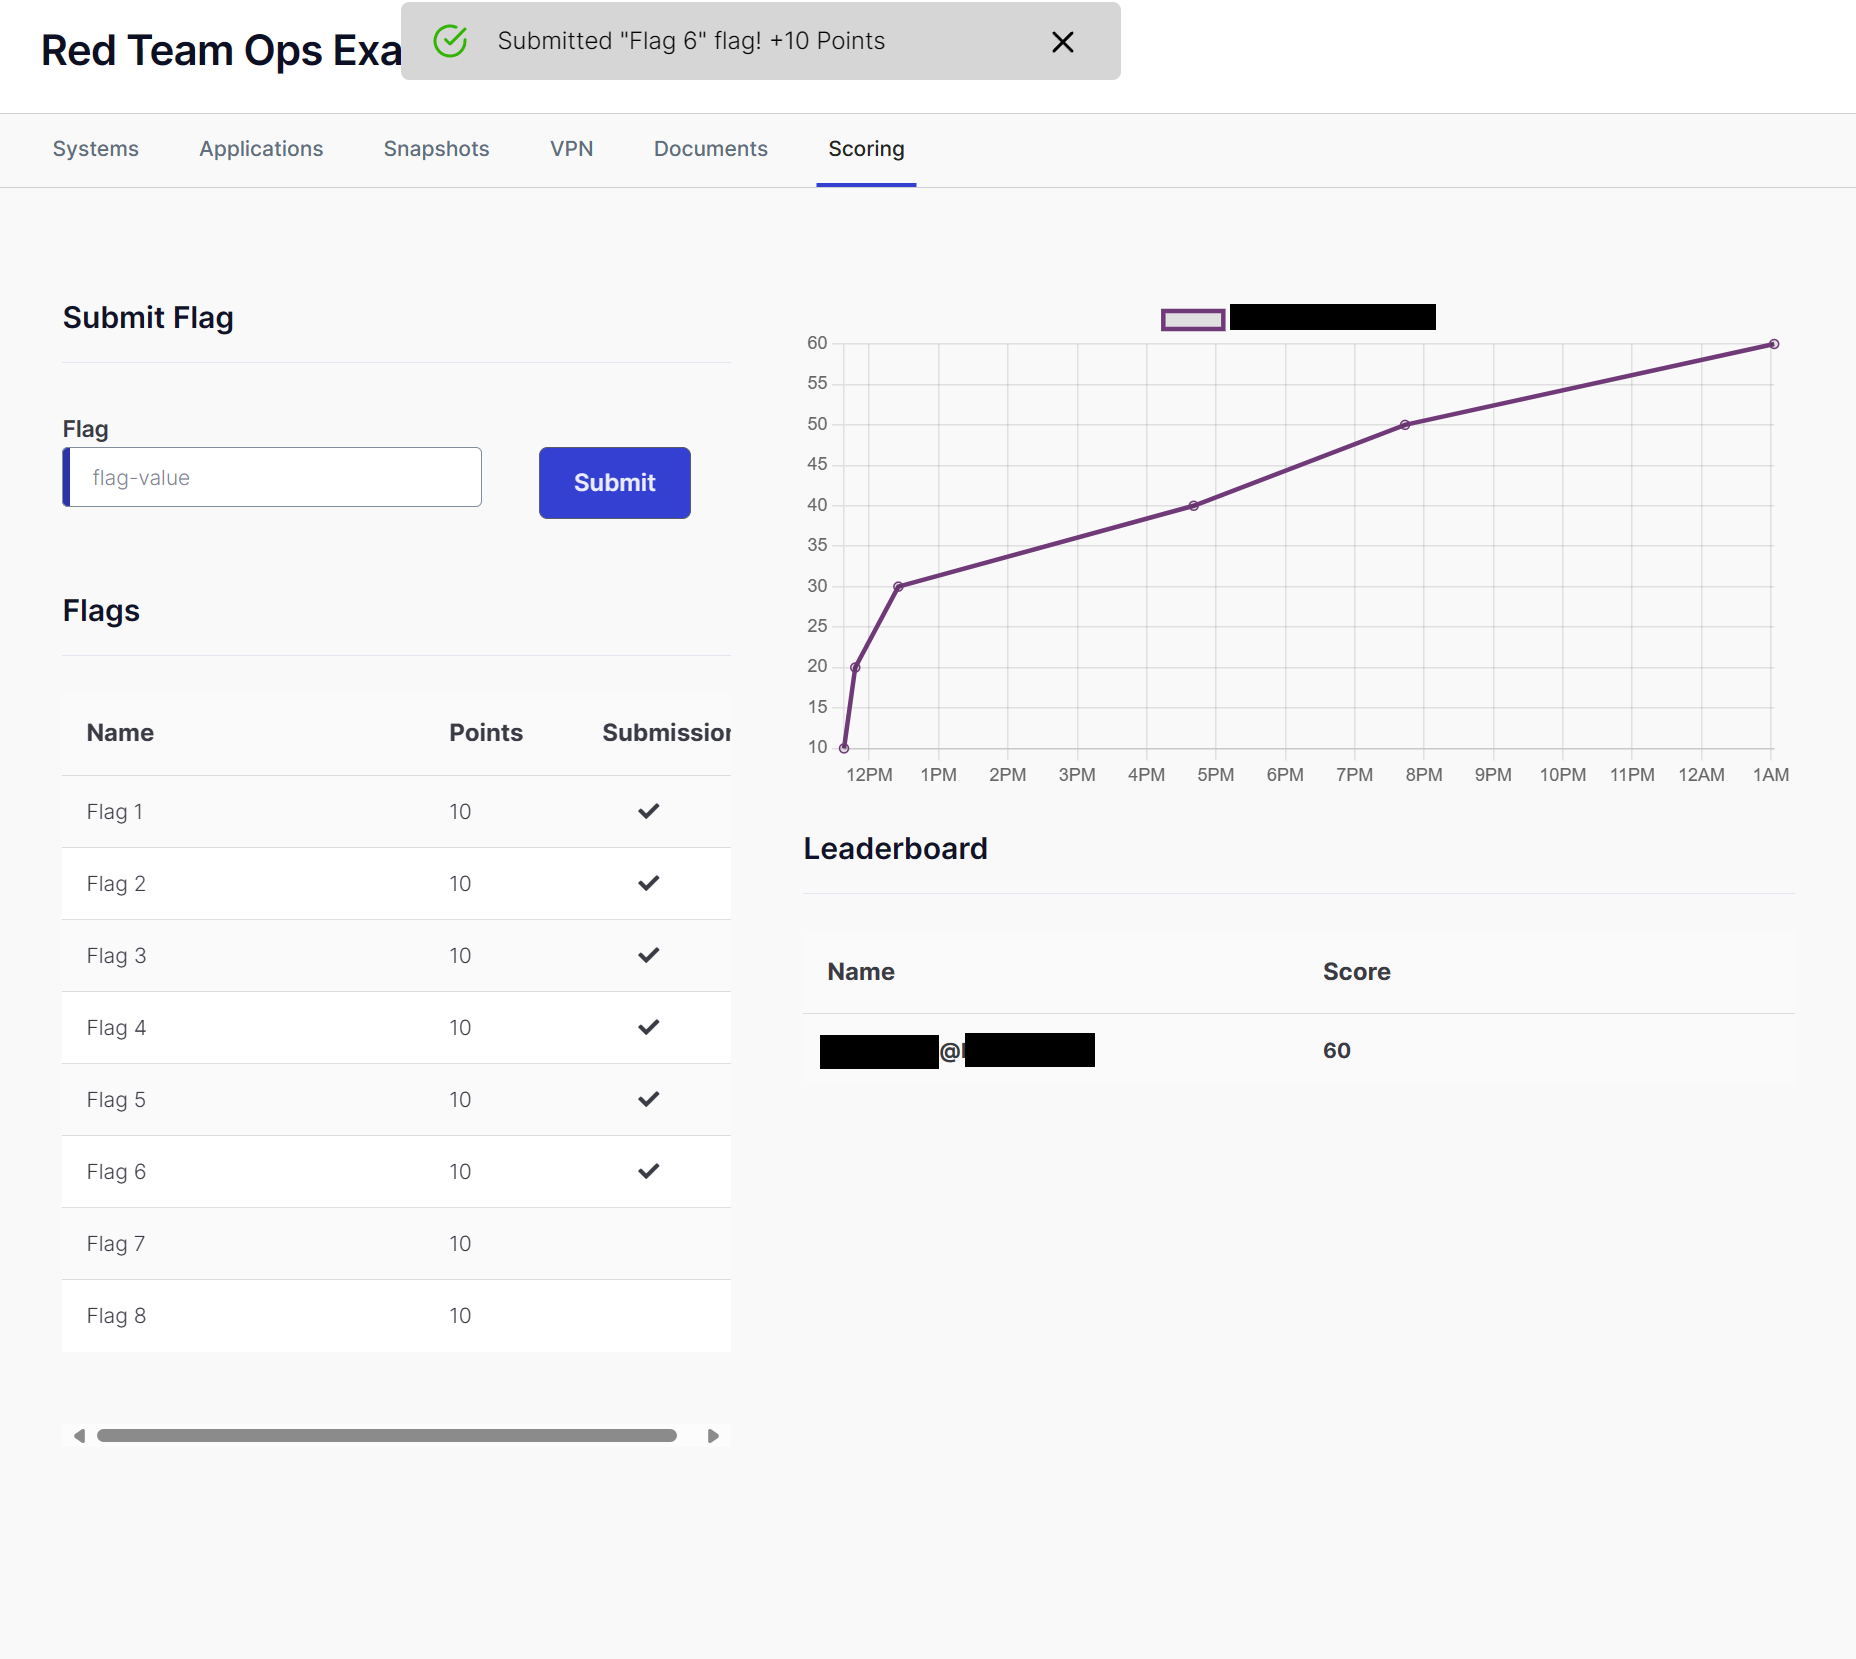 Red Team Ops Exa
Submitted "Flag 6" flag! +10 Points
Systems Applications Snapshots VPN Documents Scoring
Submit Flag
Flag
flag-value
Submit
Flags
Name Points Submission
Flag 1 10
Flag 2 10
Flag 3 10
Flag 4 10
Flag 5 10
Flag 6 10
Flag 7 10
Flag 8 10
60
55
50
45
40
35
30
25
20
15
10
12PM 1PM 2PM 3PM 4PM 5PM 6PM 7PM 8PM 9PM 10PM 11PM 12AM 1AM
Leaderboard
Name Score
@ 60